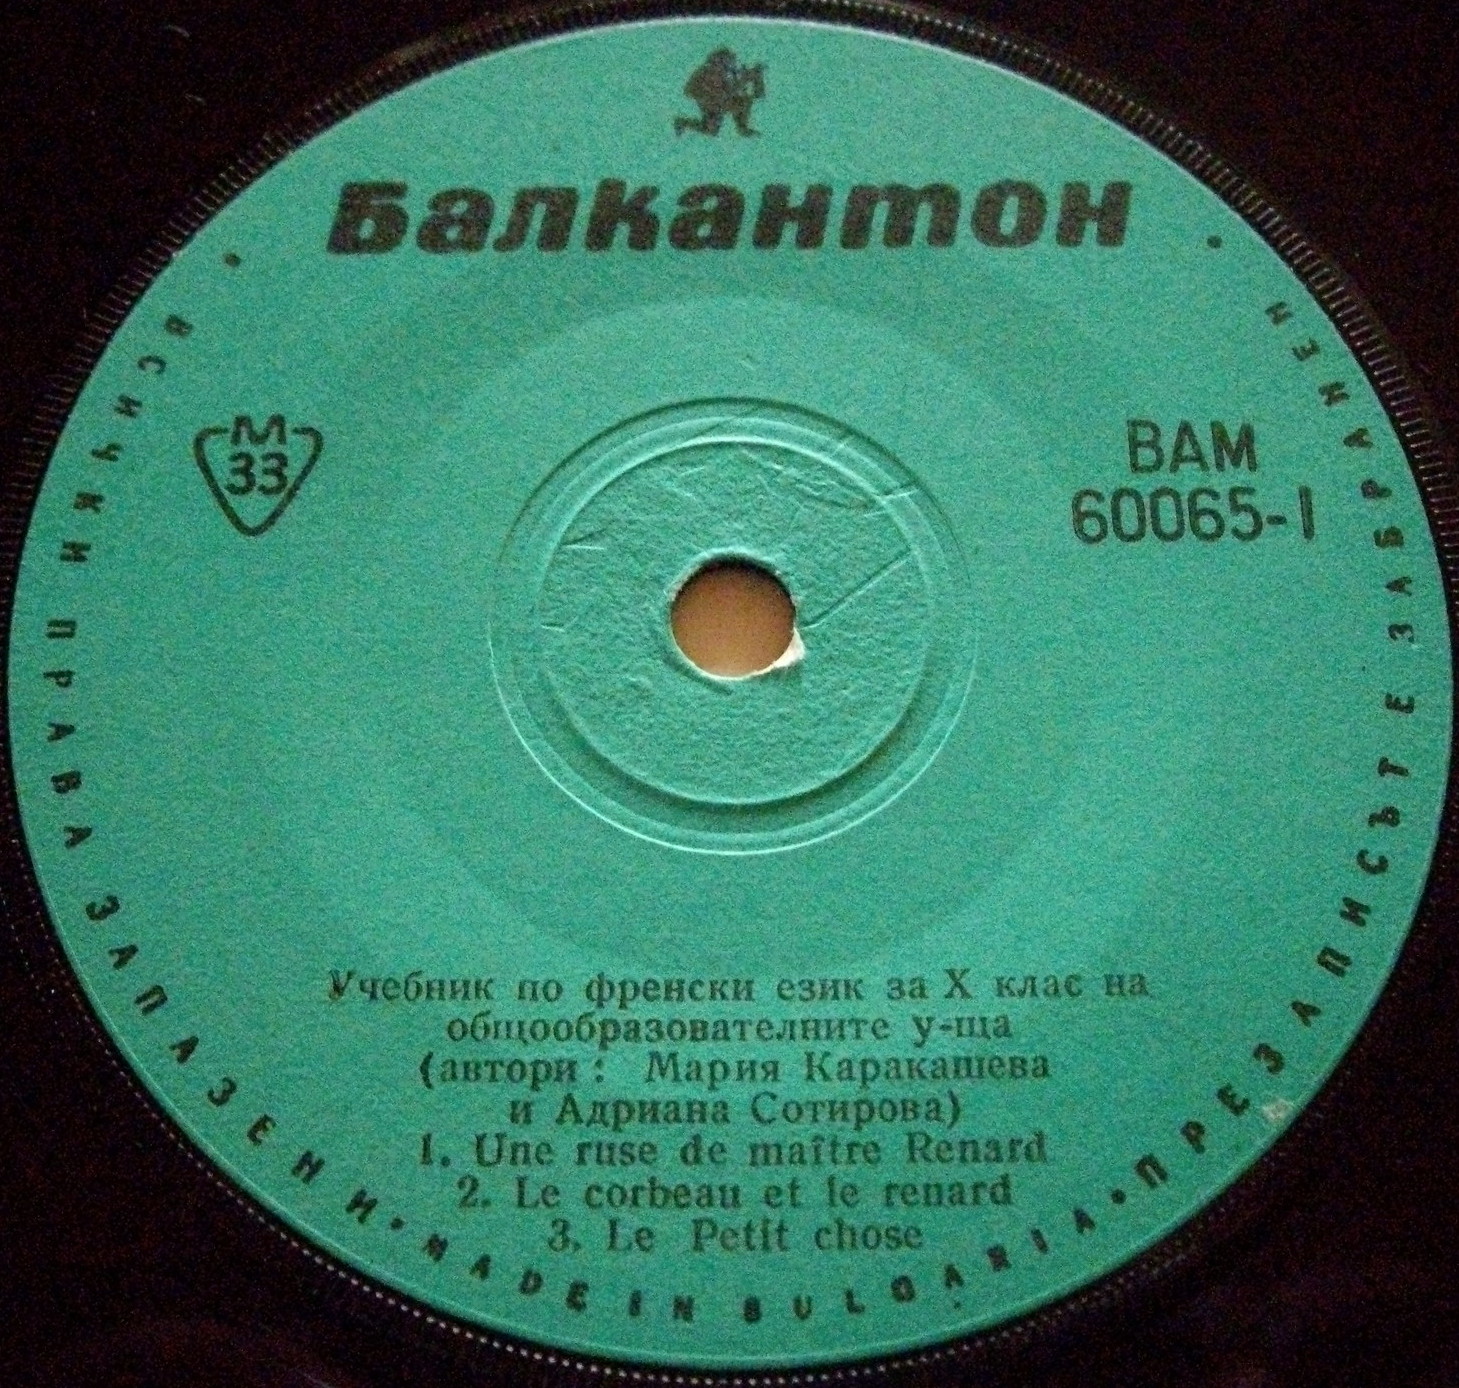 Балкантон
М
33
ВАМ
60065-I
Учебник по френски език за X клас на
общообразователните у-ща
(автори: Мария Каракашева
и Адриана Сотирова)
1. Une ruse de maître Renard
2. Le corbeau et le renard
3. Le Petit chose
ВСИЧКИ ПРАВА ЗАПАЗЕНИ • MADE IN BULGARIA • ПРЕЗАПИСЪТ Е ЗАБРАНЕН